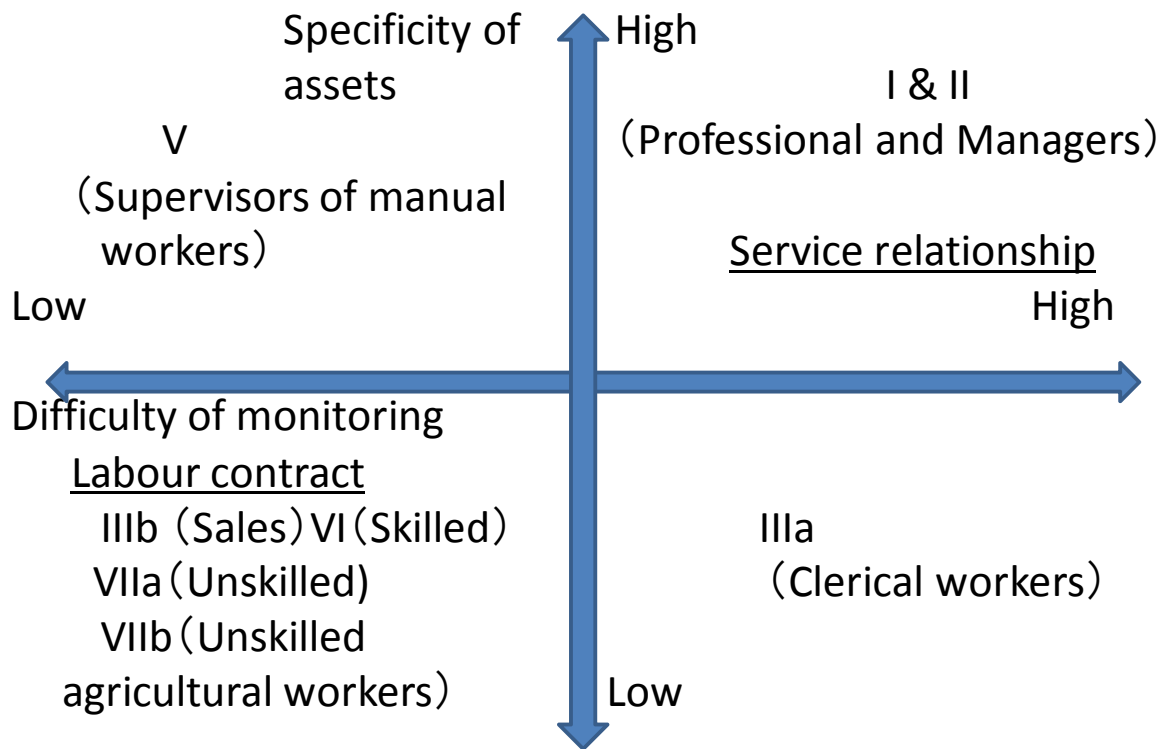 Specificity of
assets
High
I & II
（Professional and Managers）
V
（Supervisors of manual
workers）
Service relationship
Low
High
Difficulty of monitoring
Labour contract
IIIb （Sales）VI（Skilled）
VIIa（Unskilled)
VIIb（Unskilled
agricultural workers）
IIIa
（Clerical workers）
Low